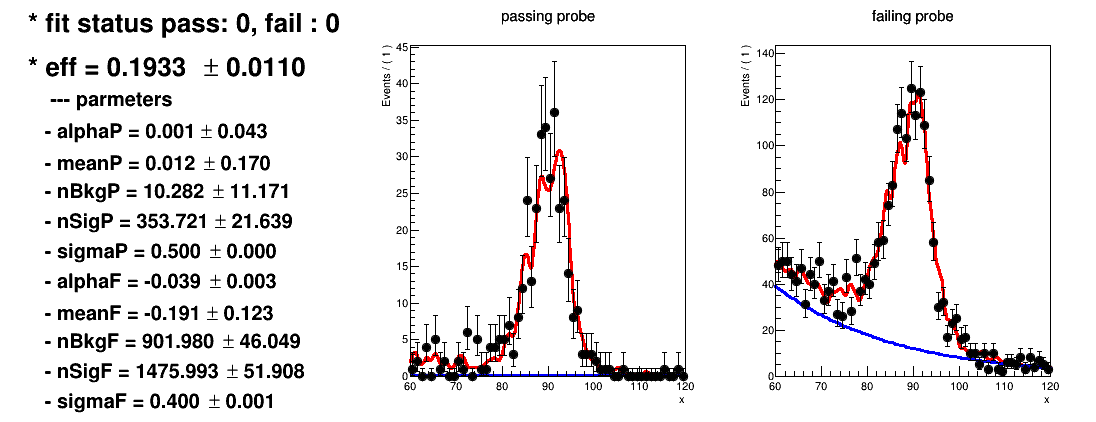 * fit status pass: 0, fail : 0
* eff = 0.1933 ± 0.0110
--- parmeters
- alphaP = 0.001 ± 0.043
- meanP = 0.012 ± 0.170
- nBkgP = 10.282 ± 11.171
- nSigP = 353.721 ± 21.639
- sigmaP = 0.500 ± 0.000
- alphaF = -0.039 ± 0.003
- meanF = -0.191 ± 0.123
- nBkgF = 901.980 ± 46.049
- nSigF = 1475.993 ± 51.908
- sigmaF = 0.400 ± 0.001
passing probe
Events / ( 1 )
45
40
35
30
25
20
15
10
5
0
60 70 80 90 100 110 120
x
failing probe
Events / ( 1 )
140
120
100
80
60
40
20
0
60 70 80 90 100 110 120
x